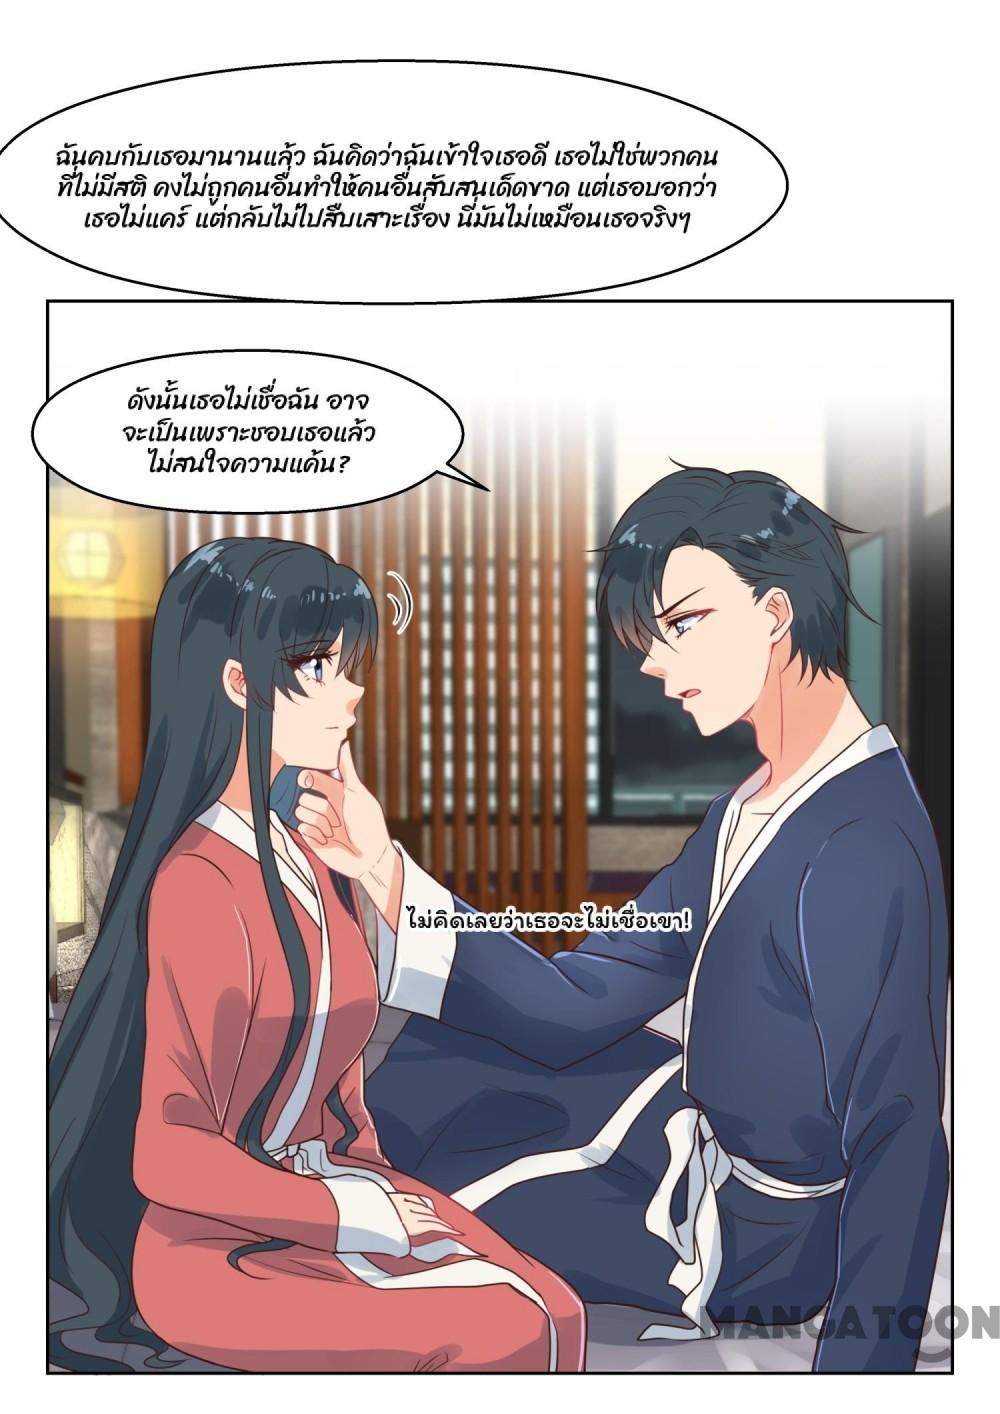 ฉันคบกับเธอมานานแล้ว ฉันคิดว่าฉันเข้าใจเธอดี เธอไม่ใช่พวกคน
ที่ไม่มีสติ คงไม่ถูกคนอื่นทำให้คนอื่นสับสนเด็ดขาด แต่เธอบอกว่า
เธอไม่แคร์ แต่กลับไม่ไปสืบเสาะเรื่อง นี่มันไม่เหมือนเธอจริงๆ
ดังนั้นเธอไม่เชื่อฉัน อาจ
จะเป็นเพราะชอบเธอแล้ว
ไม่สนใจความแค้น?
ไม่คิดเลยว่าเธอจะไม่เชื่อเขา!
MANGATOON